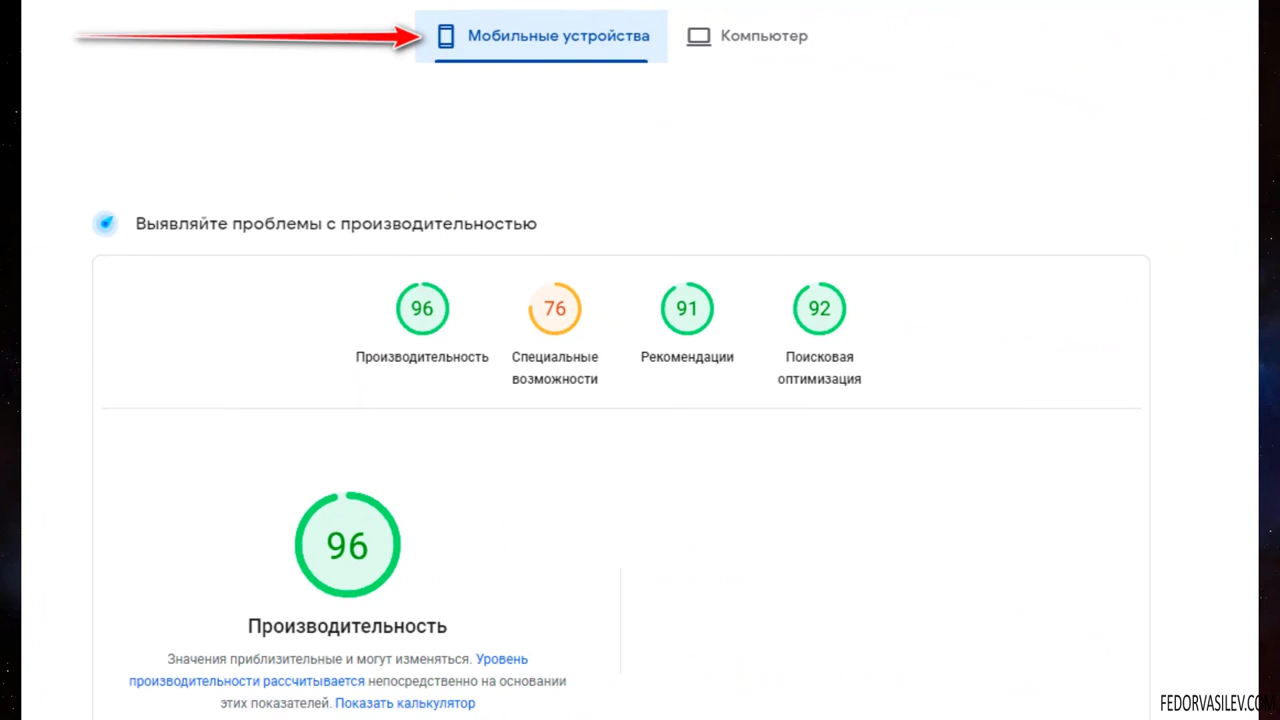 Мобильные устройства
Компьютер
Выявляйте проблемы с производительностью
96
76
91
92
Производительность
Специальные
возможности
Рекомендации
Поисковая
оптимизация
96
Производительность
Значения приблизительные и могут изменяться. Уровень
производительности рассчитывается непосредственно на основании
этих показателей. Показать калькулятор
FEDORVASILEV.COM